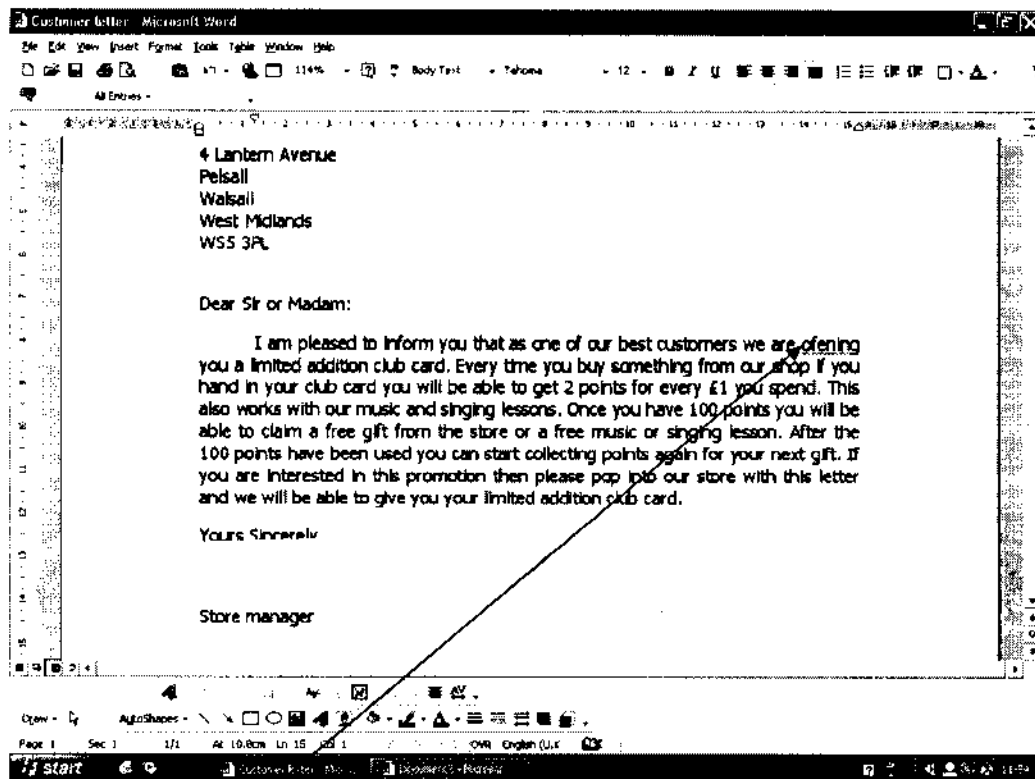 Customer letter - Microsoft Word
File Edit View Insert Format Tools Table Window Help
114% Body Text Tahoma 12 B I U A
All Entries
4 Lantern Avenue
Pelsall
Walsall
West Midlands
WS5 3PL
Dear Sir or Madam:
I am pleased to inform you that as one of our best customers we are ofening
you a limited addition club card. Every time you buy something from our shop if you
hand in your club card you will be able to get 2 points for every £1 you spend. This
also works with our music and singing lessons. Once you have 100 points you will be
able to claim a free gift from the store or a free music or singing lesson. After the
100 points have been used you can start collecting points again for your next gift. If
you are interested in this promotion then please pop into our store with this letter
and we will be able to give you your limited addition club card.
Yours Sincerely
Store manager
Draw AutoShapes
Page 1 Sec 1 1/1 At 10.8cm Ln 15 1 OVR English (U.K
start Customer letter